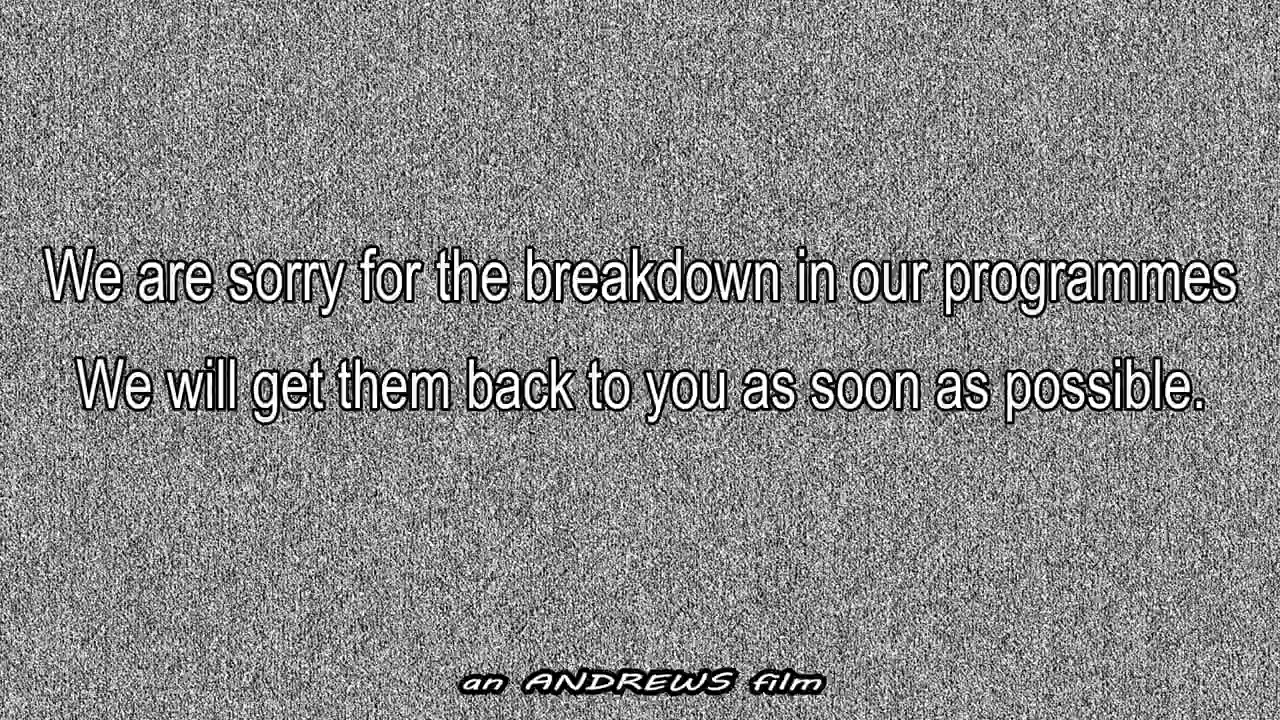 We are sorry for the breakdown in our programmes
We will get them back to you as soon as possible.
an ANDREWS film